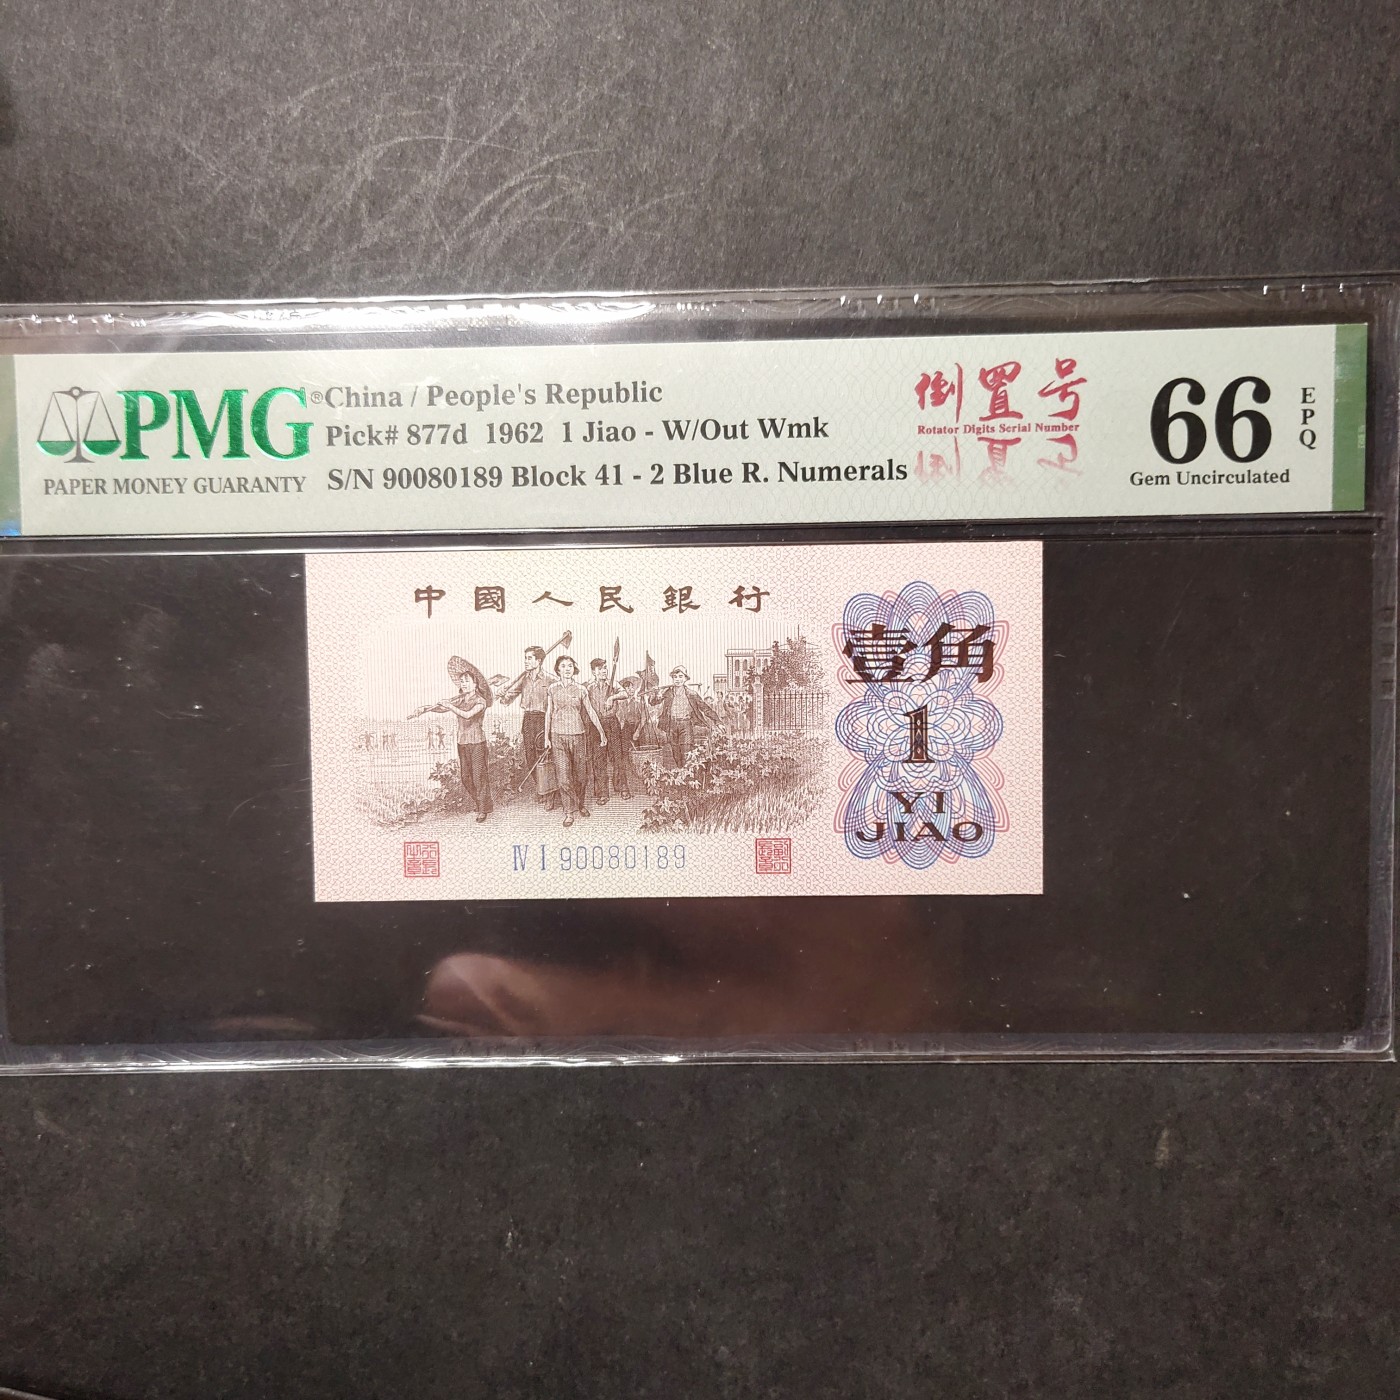 PMG®
PAPER MONEY GUARANTY
China / People's Republic
Pick# 877d 1962 1 Jiao - W/Out Wmk
S/N 90080189 Block 41 - 2 Blue R. Numerals
倒置号
Rotator Digits Serial Number
66
EPQ
Gem Uncirculated
中國人民銀行
壹角
1
YI
JIAO
Ⅳ Ⅰ 90080189